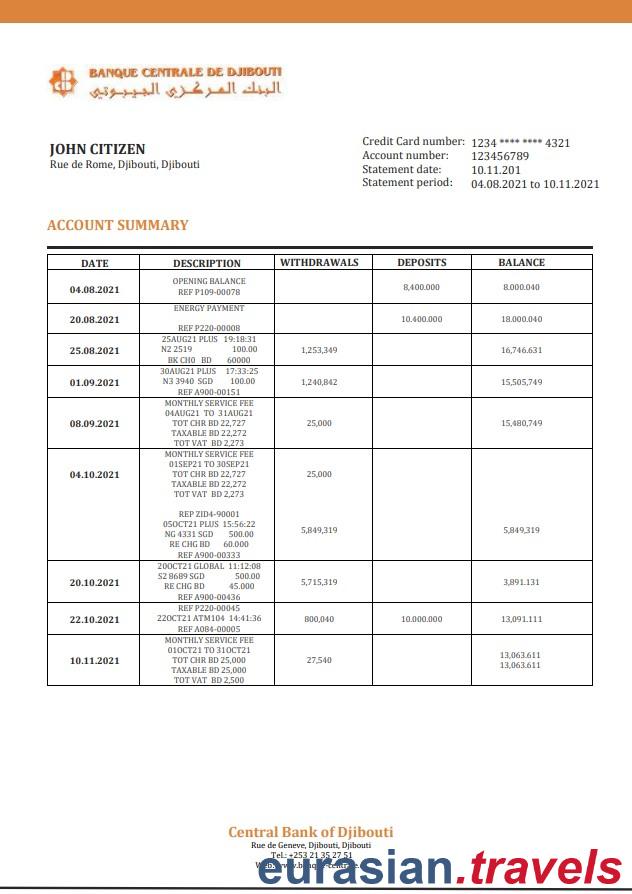 BANQUE CENTRALE DE DJIBOUTI
البنك المركزي الجيبوتي
JOHN CITIZEN
Rue de Rome, Djibouti, Djibouti
Credit Card number: 1234 **** **** 4321
Account number: 123456789
Statement date: 10.11.201
Statement period: 04.08.2021 to 10.11.2021
ACCOUNT SUMMARY
DATE DESCRIPTION WITHDRAWALS DEPOSITS BALANCE
04.08.2021 OPENING BALANCE 8,400.000 8.000.040
REF P109-00078
20.08.2021 ENERGY PAYMENT 10.400.000 18.000.040
REF P220-00008
25.08.2021 25AUG21 PLUS 19:18:31 1,253,349 16,746.631
N2 2519 100.00
BK CH0 BD 60000
01.09.2021 30AUG21 PLUS 17:33:25 1,240,842 15,505,749
N3 3940 SGD 100.00
REF A900-00151
08.09.2021 MONTHLY SERVICE FEE 25,000 15,480,749
04AUG21 TO 31AUG21
TOT CHR BD 22,727
TAXABLE BD 22,272
TOT VAT BD 2,273
04.10.2021 MONTHLY SERVICE FEE 25,000
01SEP21 TO 30SEP21
TOT CHR BD 22,727
TAXABLE BD 22,272
TOT VAT BD 2,273
REP ZID4-90001
05OCT21 PLUS 15:56:22 5,849,319 5,849,319
NG 4331 SGD 500.00
RE CHG BD 60.000
REF A900-00333
20.10.2021 20OCT21 GLOBAL 11:12:08 5,715,319 3,891.131
S2 8689 SGD 500.00
RE CHG BD 45.000
REF A900-00436
22.10.2021 REF P220-00045 800,040 10.000.000 13,091.111
22OCT21 ATM104 14:41:36
REF A084-00005
10.11.2021 MONTHLY SERVICE FEE 27,540 13,063.611
01OCT21 TO 31OCT21 13,063.611
TOT CHR BD 25,000
TAXABLE BD 25,000
TOT VAT BD 2,500
Central Bank of Djibouti
Rue de Geneve, Djibouti, Djibouti
Tel.: +253 21 35 27 51
eurasian.travels